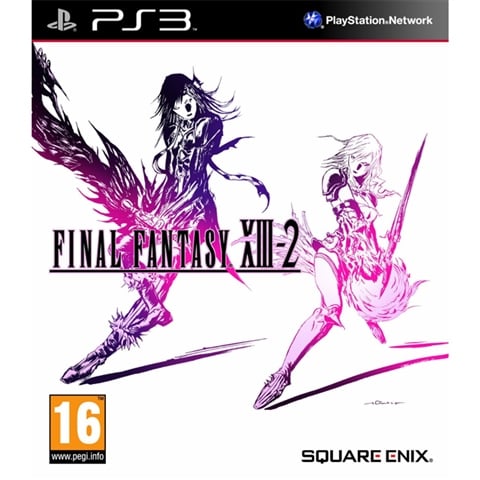 PS3
PlayStation®Network
FINAL FANTASY XIII-2
16
www.pegi.info
SQUARE ENIX.